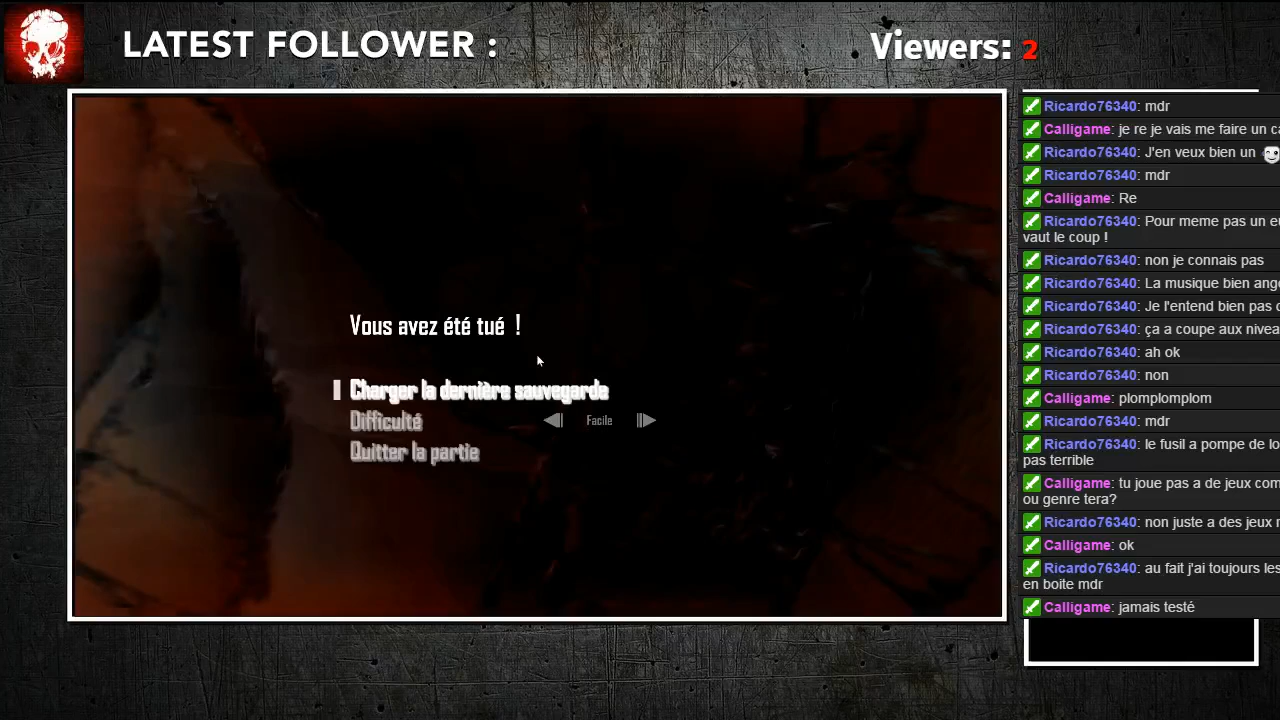 LATEST FOLLOWER :
Viewers: 2
Vous avez été tué !
Charger la dernière sauvegarde
Difficulté Facile
Quitter la partie
Ricardo76340: mdr
Calligame: je re je vais me faire un
Ricardo76340: J'en veux bien un
Ricardo76340: mdr
Calligame: Re
Ricardo76340: Pour meme pas un
vaut le coup !
Ricardo76340: non je connais pas
Ricardo76340: La musique bien
Ricardo76340: Je l'entend bien pas
Ricardo76340: ça a coupe aux
Ricardo76340: ah ok
Ricardo76340: non
Calligame: plomplomplom
Ricardo76340: mdr
Ricardo76340: le fusil a pompe de
pas terrible
Calligame: tu joue pas a de jeux
ou genre tera?
Ricardo76340: non juste a des jeux
Calligame: ok
Ricardo76340: au fait j'ai toujours les
en boite mdr
Calligame: jamais testé